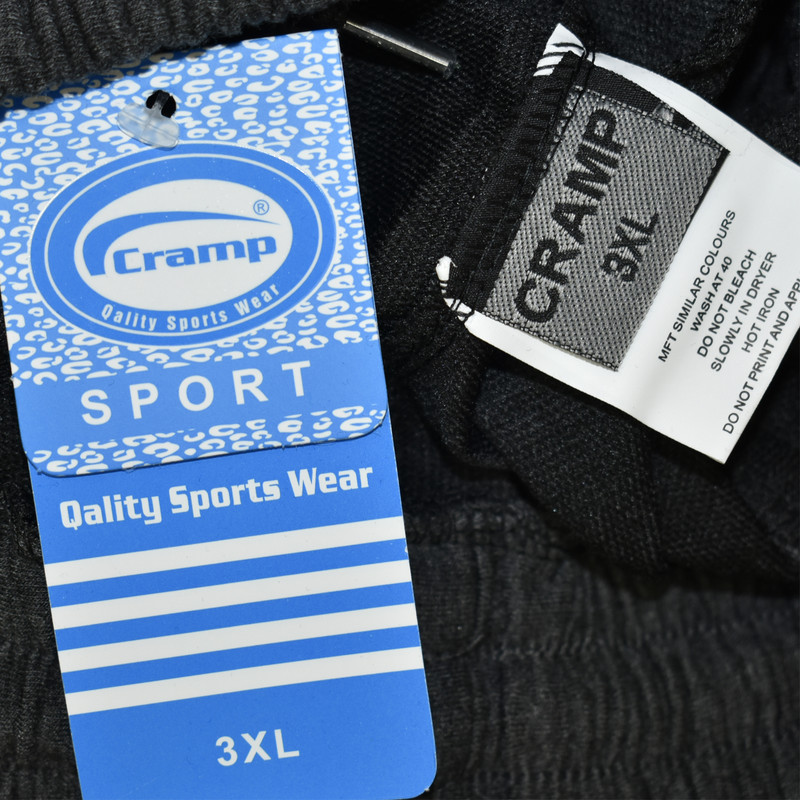 ®
Cramp
Qality Sports Wear
SPORT
Qality Sports Wear
3XL
CRAMP
3XL
MFT SIMILAR COLOURS
WASH AT 40
DO NOT BLEACH
SLOWLY IN DRYER
HOT IRON
DO NOT PRINT AND